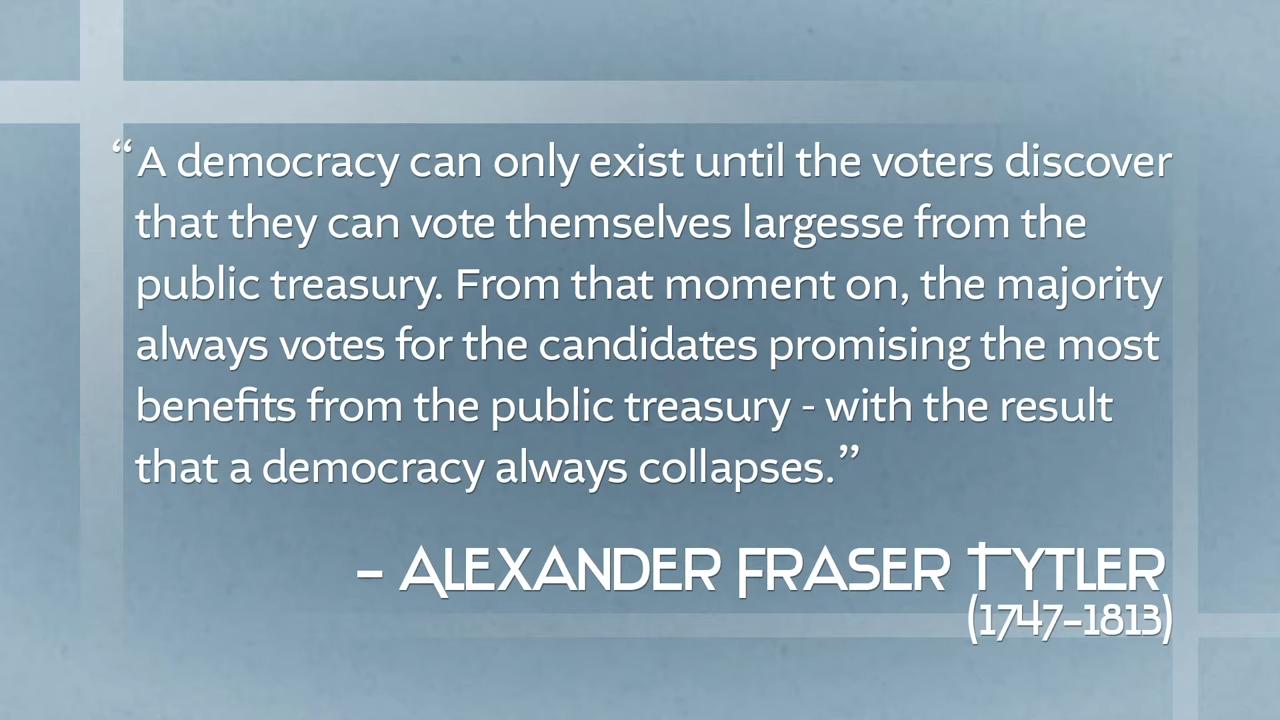 “A democracy can only exist until the voters discover
that they can vote themselves largesse from the
public treasury. From that moment on, the majority
always votes for the candidates promising the most
benefits from the public treasury - with the result
that a democracy always collapses.”
– ALEXANDER FRASER TYTLER
(1747–1813)